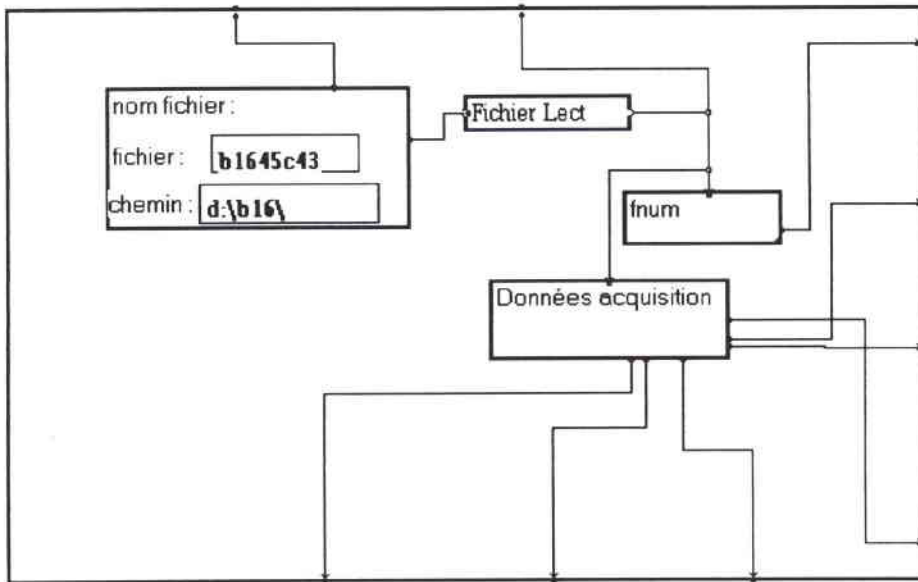 nom fichier :
Fichier Lect
fichier : b1645c43
chemin : d:\b16\
fnum
Données acquisition